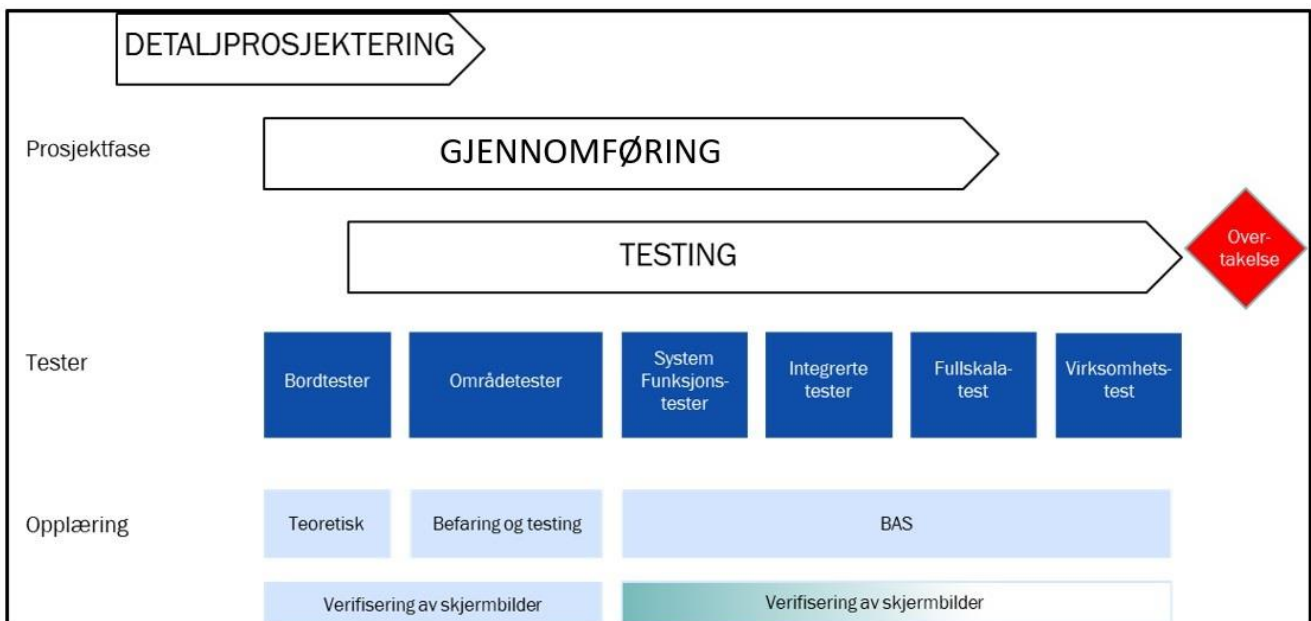 DETALJPROSJEKTERING
Prosjektfase
GJENNOMFØRING
TESTING
Over-
takelse
Tester
Bordtester
Områdetester
System
Funksjons-
tester
Integrerte
tester
Fullskala-
test
Virksomhets-
test
Opplæring
Teoretisk
Befaring og testing
BAS
Verifisering av skjermbilder
Verifisering av skjermbilder